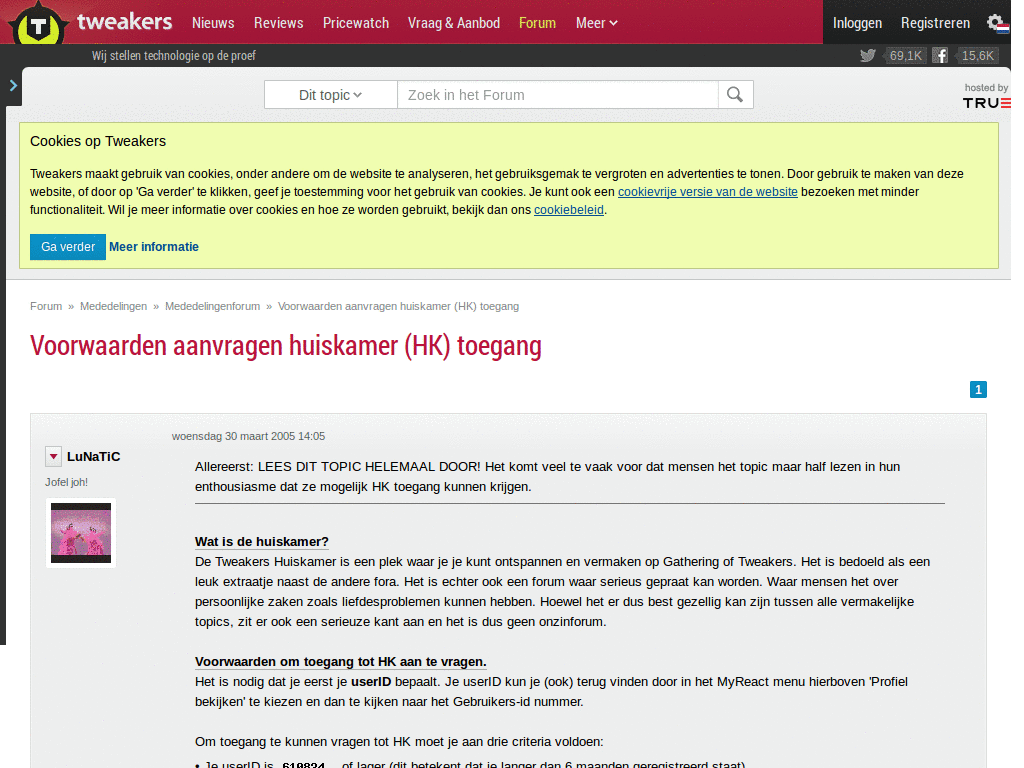 tweakers Nieuws Reviews Pricewatch Vraag & Aanbod Forum Meer Inloggen Registreren
Wij stellen technologie op de proef 69,1K 15,6K
Dit topic Zoek in het Forum
hosted by
TRUE
Cookies op Tweakers
Tweakers maakt gebruik van cookies, onder andere om de website te analyseren, het gebruiksgemak te vergroten en advertenties te tonen. Door gebruik te maken van deze
website, of door op 'Ga verder' te klikken, geef je toestemming voor het gebruik van cookies. Je kunt ook een cookievrije versie van de website bezoeken met minder
functionaliteit. Wil je meer informatie over cookies en hoe ze worden gebruikt, bekijk dan ons cookiebeleid.
Ga verder Meer informatie
Forum » Mededelingen » Mededelingenforum » Voorwaarden aanvragen huiskamer (HK) toegang
Voorwaarden aanvragen huiskamer (HK) toegang
1
woensdag 30 maart 2005 14:05
LuNaTiC
Jofel joh!
Allereerst: LEES DIT TOPIC HELEMAAL DOOR! Het komt veel te vaak voor dat mensen het topic maar half lezen in hun
enthousiasme dat ze mogelijk HK toegang kunnen krijgen.
Wat is de huiskamer?
De Tweakers Huiskamer is een plek waar je je kunt ontspannen en vermaken op Gathering of Tweakers. Het is bedoeld als een
leuk extraatje naast de andere fora. Het is echter ook een forum waar serieus gepraat kan worden. Waar mensen het over
persoonlijke zaken zoals liefdesproblemen kunnen hebben. Hoewel het er dus best gezellig kan zijn tussen alle vermakelijke
topics, zit er ook een serieuze kant aan en het is dus geen onzinforum.
Voorwaarden om toegang tot HK aan te vragen.
Het is nodig dat je eerst je userID bepaalt. Je userID kun je (ook) terug vinden door in het MyReact menu hierboven 'Profiel
bekijken' te kiezen en dan te kijken naar het Gebruikers-id nummer.
Om toegang te kunnen vragen tot HK moet je aan drie criteria voldoen:
• Je userID is 610824 of lager (dit betekent dat je langer dan 6 maanden geregistreerd staat)